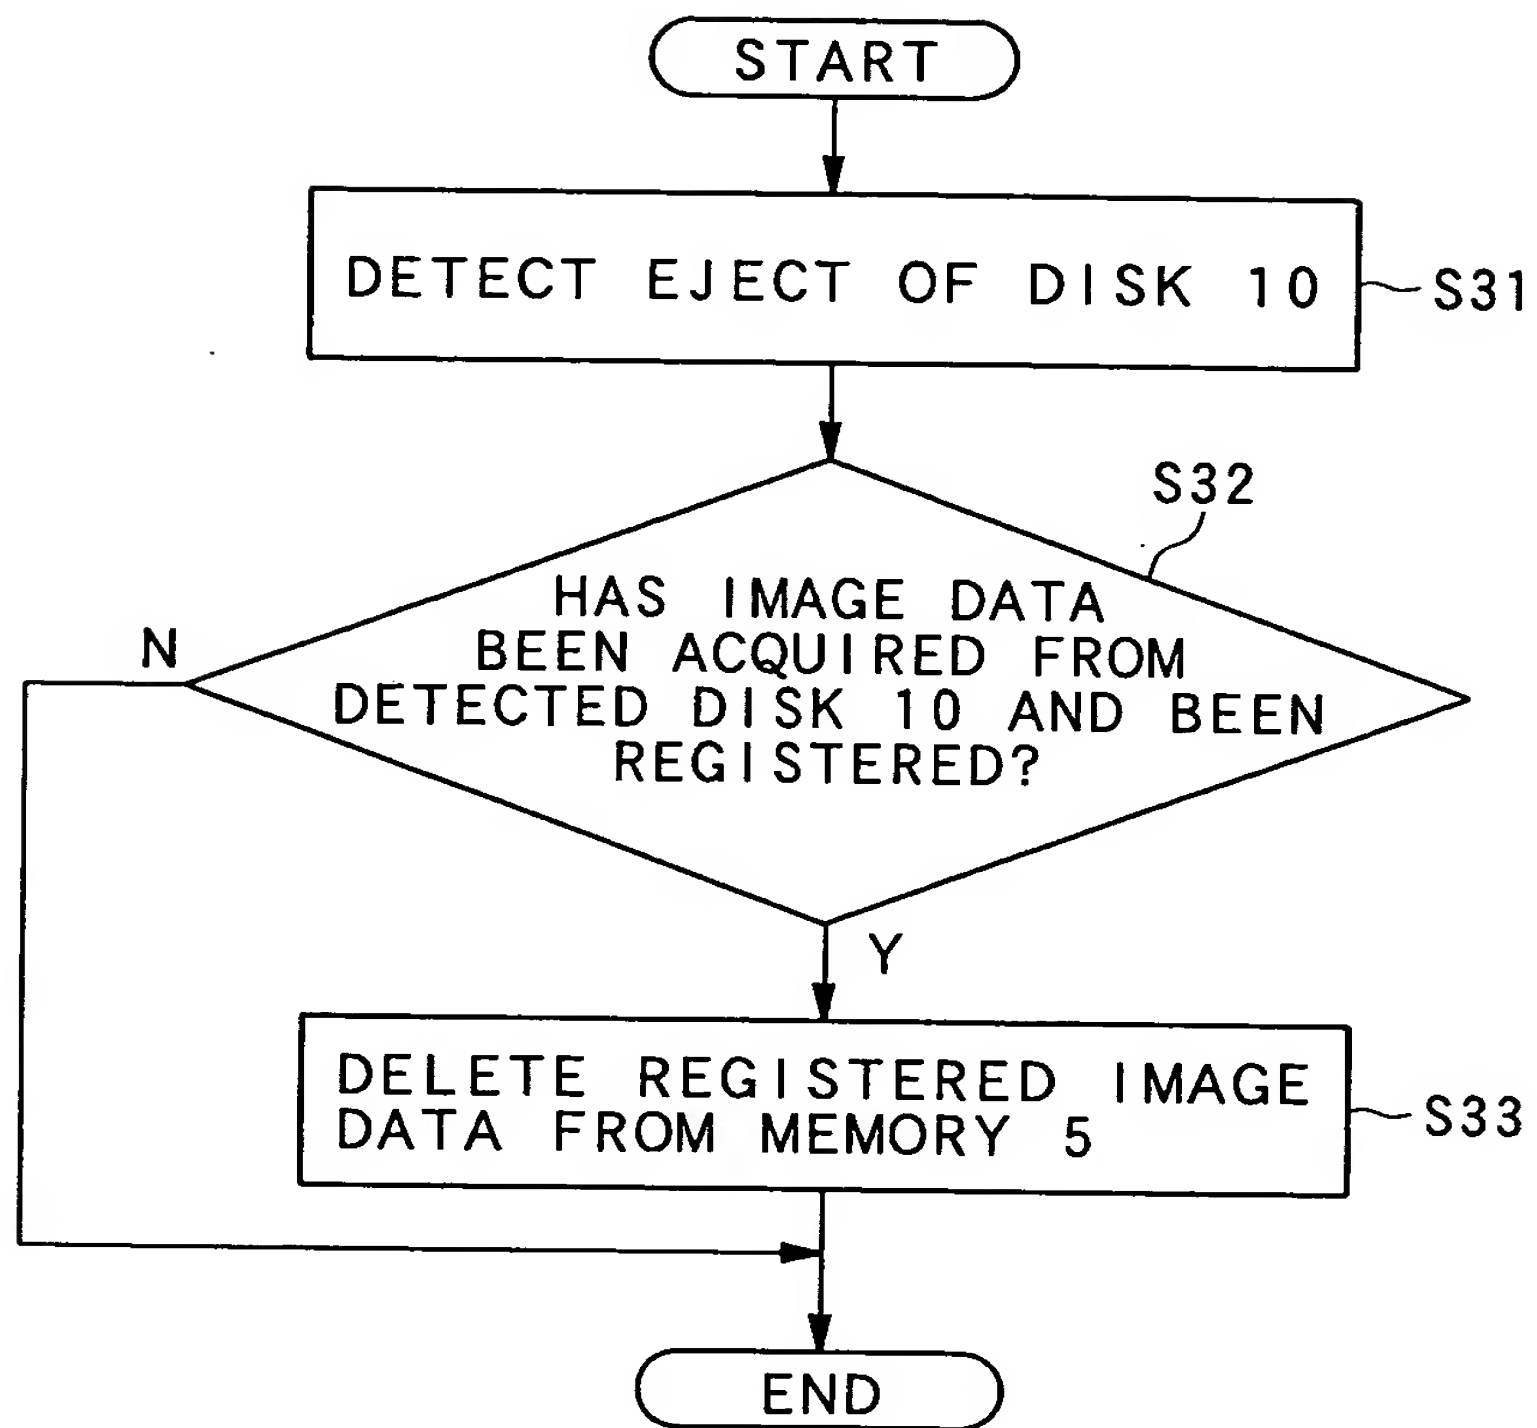 START
DETECT EJECT OF DISK 10
S31
S32
HAS IMAGE DATA
BEEN ACQUIRED FROM
DETECTED DISK 10 AND BEEN
REGISTERED?
N
Y
DELETE REGISTERED IMAGE
DATA FROM MEMORY 5
S33
END